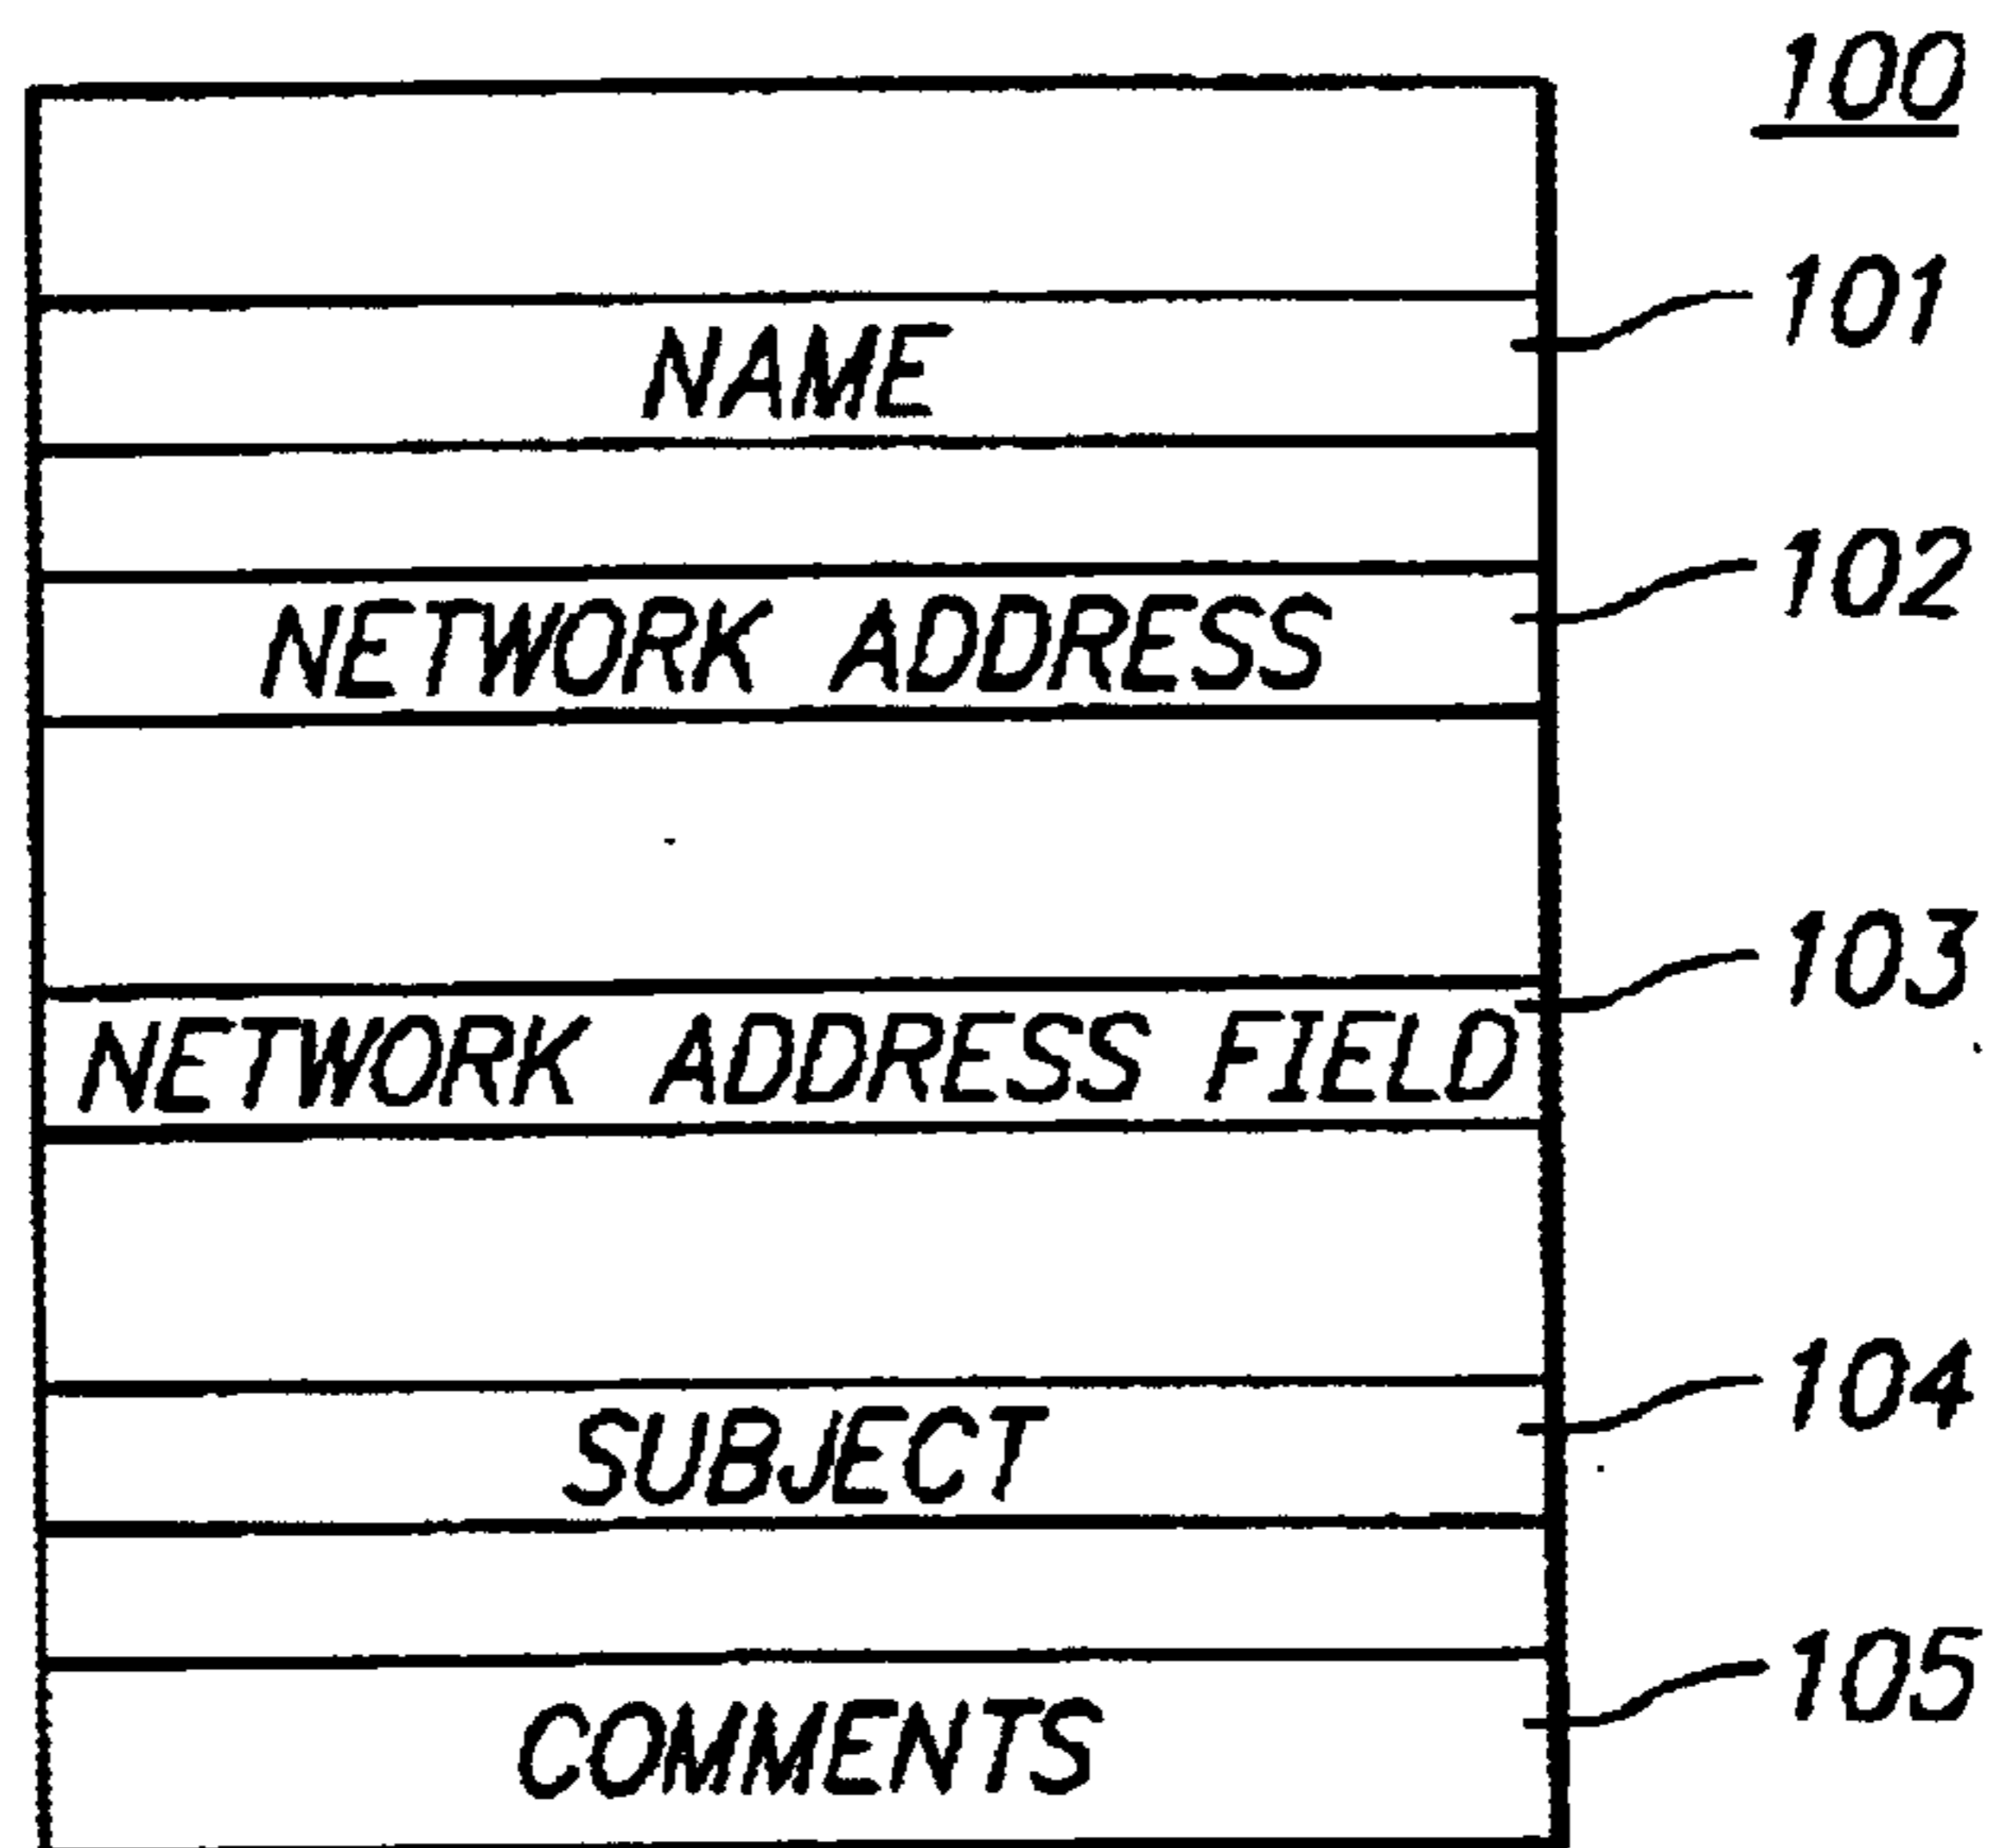 100
NAME 101
NETWORK ADDRESS 102
NETWORK ADDRESS FIELD 103
SUBJECT 104
COMMENTS 105